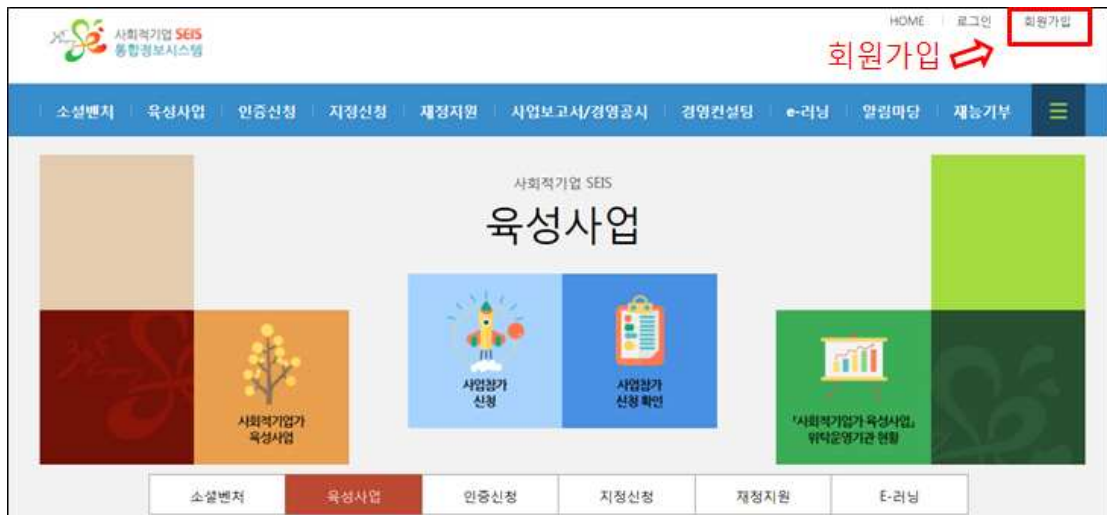 사회적기업 SEIS
통합정보시스템
HOME 로그인 회원가입
회원가입
소셜벤처 육성사업 인증신청 지정신청 재정지원 사업보고서/경영공시 경영컨설팅 e-러닝 알림마당 재능기부
사회적기업 SEIS
육성사업
사회적기업가
육성사업
사업참가
신청
사업참가
신청 확인
「사회적기업가 육성사업」
위탁운영기관 현황
소셜벤처 육성사업 인증신청 지정신청 재정지원 E-러닝